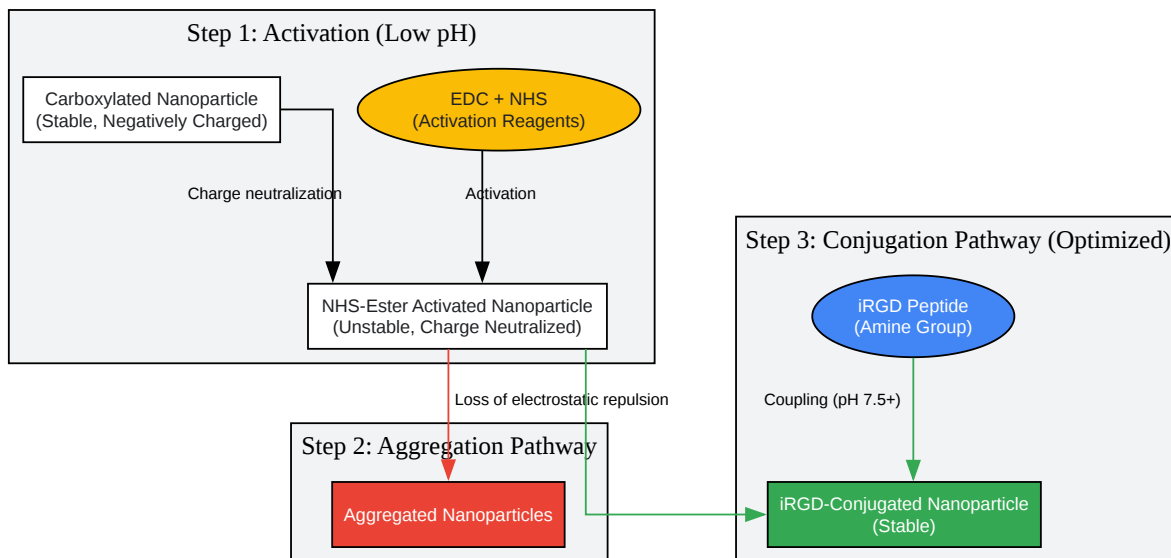 Step 1: Activation (Low pH)
Carboxylated Nanoparticle
(Stable, Negatively Charged)
EDC + NHS
(Activation Reagents)
Charge neutralization
Activation
NHS-Ester Activated Nanoparticle
(Unstable, Charge Neutralized)
Loss of electrostatic repulsion
Step 2: Aggregation Pathway
Aggregated Nanoparticles
Step 3: Conjugation Pathway (Optimized)
iRGD Peptide
(Amine Group)
Coupling (pH 7.5+)
iRGD-Conjugated Nanoparticle
(Stable)